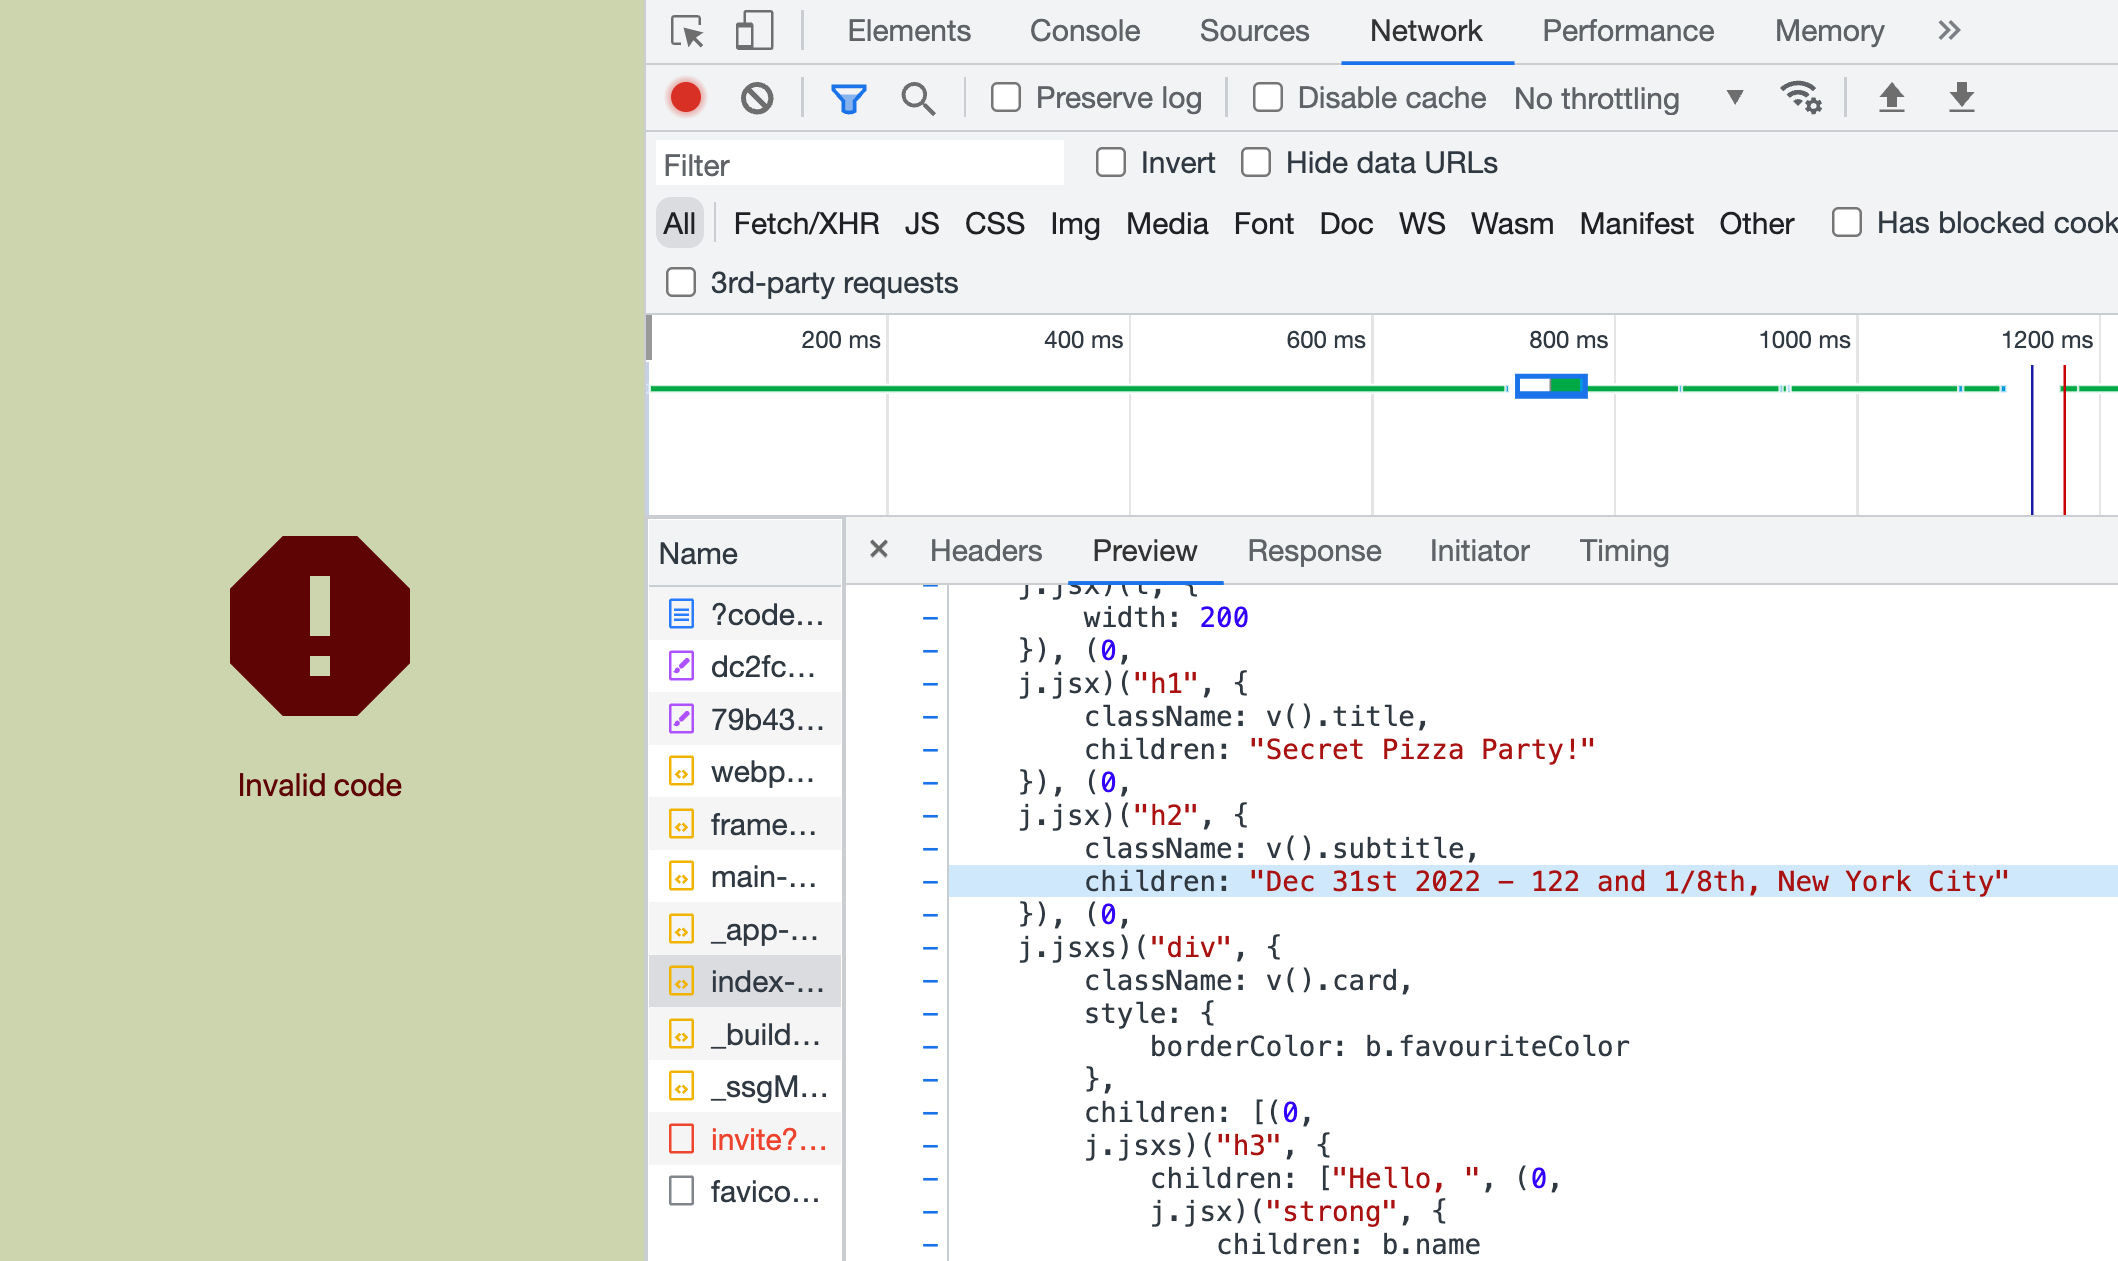 Invalid code
Elements Console Sources Network Performance Memory
Preserve log Disable cache No throttling
Filter Invert Hide data URLs
All Fetch/XHR JS CSS Img Media Font Doc WS Wasm Manifest Other Has blocked cook
3rd-party requests
200 ms 400 ms 600 ms 800 ms 1000 ms 1200 ms
Name
?code...
dc2fc...
79b43...
webp...
frame...
main-...
_app-...
index-...
_build...
_ssgM...
invite?...
favico...
× Headers Preview Response Initiator Timing
j.jsx)(t, {
width: 200
}), (0,
j.jsx)("h1", {
className: v().title,
children: "Secret Pizza Party!"
}), (0,
j.jsx)("h2", {
className: v().subtitle,
children: "Dec 31st 2022 – 122 and 1/8th, New York City"
}), (0,
j.jsxs)("div", {
className: v().card,
style: {
borderColor: b.favouriteColor
},
children: [(0,
j.jsxs)("h3", {
children: ["Hello, ", (0,
j.jsx)("strong", {
children: b.name